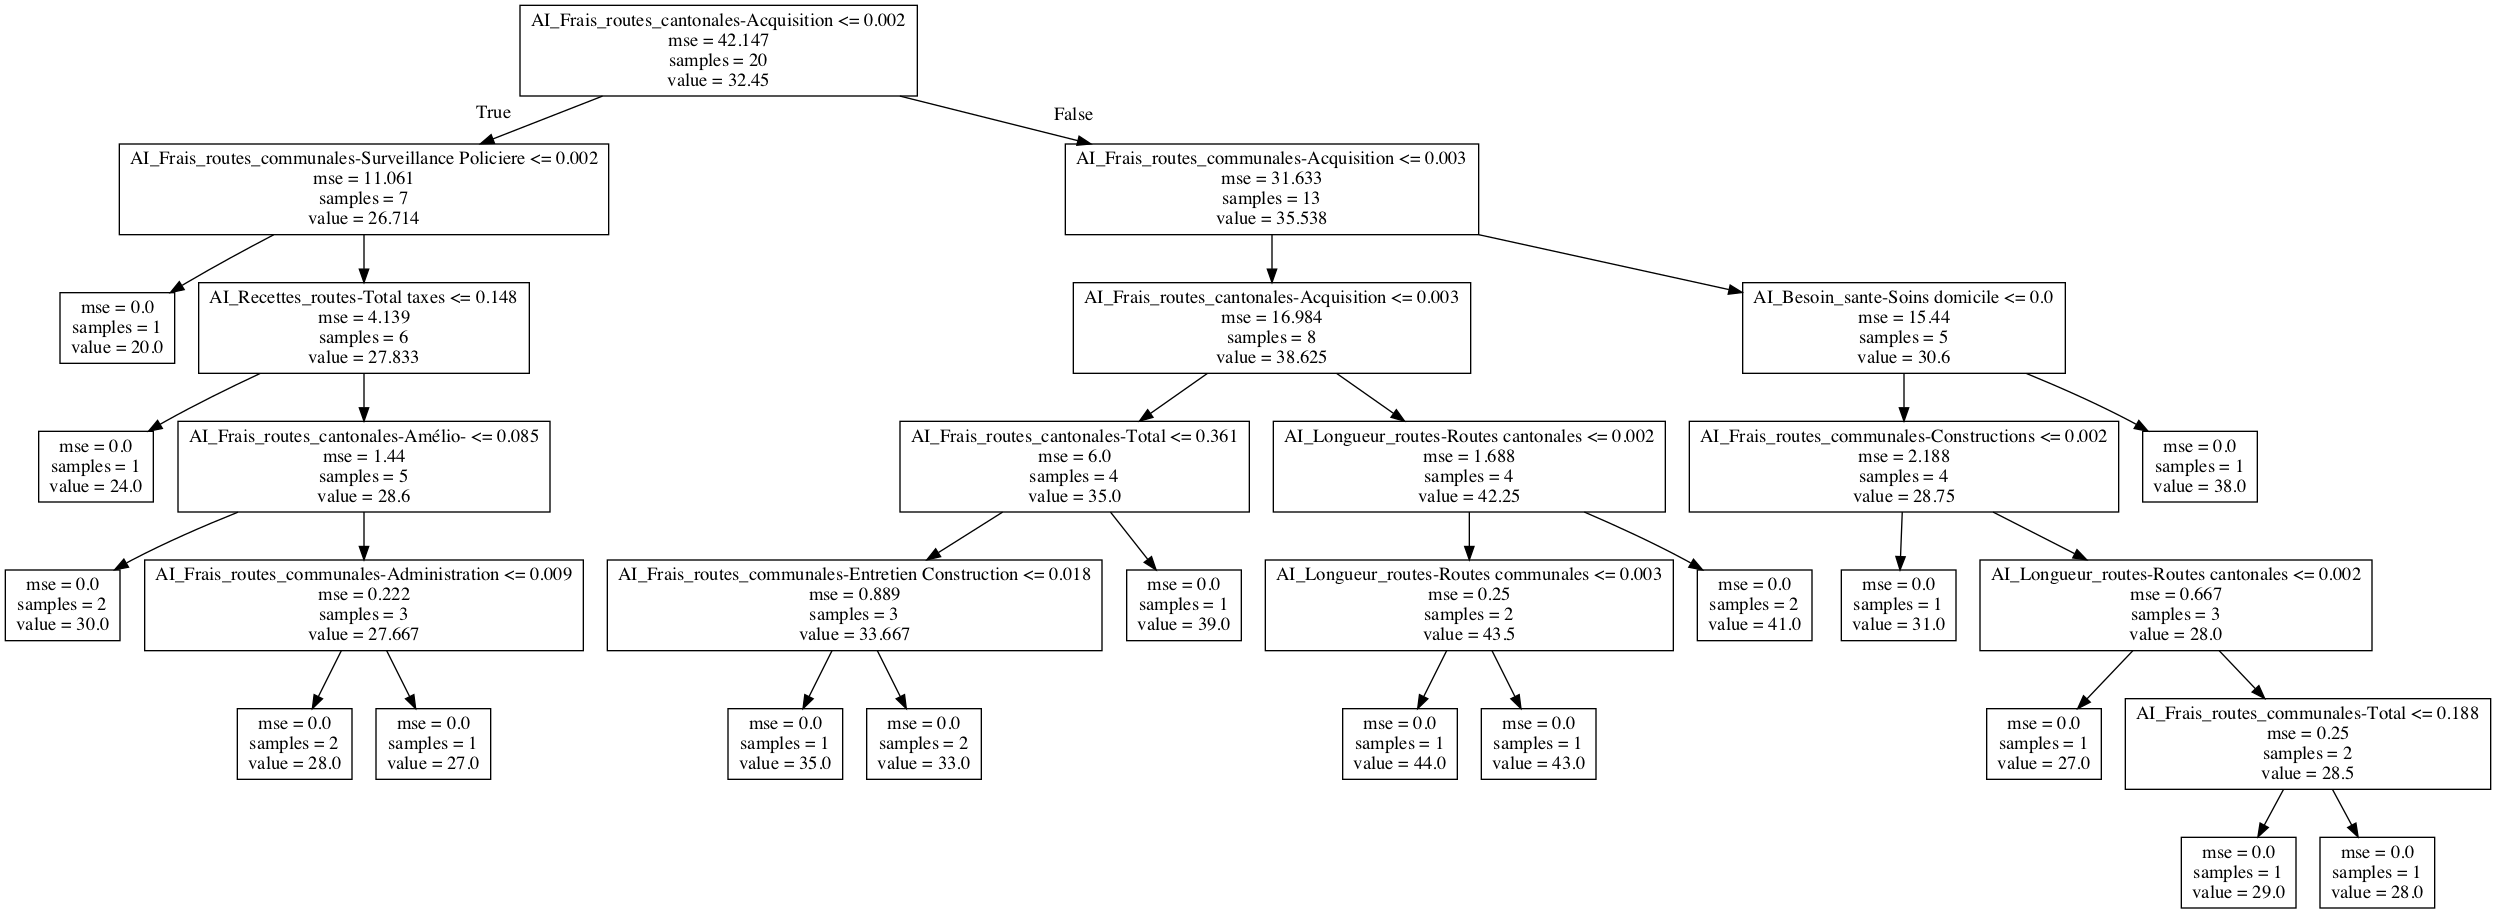 AI_Frais_routes_cantonales-Acquisition <= 0.002
mse = 42.147
samples = 20
value = 32.45
True
False
AI_Frais_routes_communales-Surveillance Policiere <= 0.002
mse = 11.061
samples = 7
value = 26.714
AI_Frais_routes_communales-Acquisition <= 0.003
mse = 31.633
samples = 13
value = 35.538
mse = 0.0
samples = 1
value = 20.0
AI_Recettes_routes-Total taxes <= 0.148
mse = 4.139
samples = 6
value = 27.833
AI_Frais_routes_cantonales-Acquisition <= 0.003
mse = 16.984
samples = 8
value = 38.625
AI_Besoin_sante-Soins domicile <= 0.0
mse = 15.44
samples = 5
value = 30.6
mse = 0.0
samples = 1
value = 24.0
AI_Frais_routes_cantonales-Amélio- <= 0.085
mse = 1.44
samples = 5
value = 28.6
AI_Frais_routes_cantonales-Total <= 0.361
mse = 6.0
samples = 4
value = 35.0
AI_Longueur_routes-Routes cantonales <= 0.002
mse = 1.688
samples = 4
value = 42.25
AI_Frais_routes_communales-Constructions <= 0.002
mse = 2.188
samples = 4
value = 28.75
mse = 0.0
samples = 1
value = 38.0
mse = 0.0
samples = 2
value = 30.0
AI_Frais_routes_communales-Administration <= 0.009
mse = 0.222
samples = 3
value = 27.667
AI_Frais_routes_communales-Entretien Construction <= 0.018
mse = 0.889
samples = 3
value = 33.667
mse = 0.0
samples = 1
value = 39.0
AI_Longueur_routes-Routes communales <= 0.003
mse = 0.25
samples = 2
value = 43.5
mse = 0.0
samples = 2
value = 41.0
mse = 0.0
samples = 1
value = 31.0
AI_Longueur_routes-Routes cantonales <= 0.002
mse = 0.667
samples = 3
value = 28.0
mse = 0.0
samples = 2
value = 28.0
mse = 0.0
samples = 1
value = 27.0
mse = 0.0
samples = 1
value = 35.0
mse = 0.0
samples = 2
value = 33.0
mse = 0.0
samples = 1
value = 44.0
mse = 0.0
samples = 1
value = 43.0
mse = 0.0
samples = 1
value = 27.0
AI_Frais_routes_communales-Total <= 0.188
mse = 0.25
samples = 2
value = 28.5
mse = 0.0
samples = 1
value = 29.0
mse = 0.0
samples = 1
value = 28.0